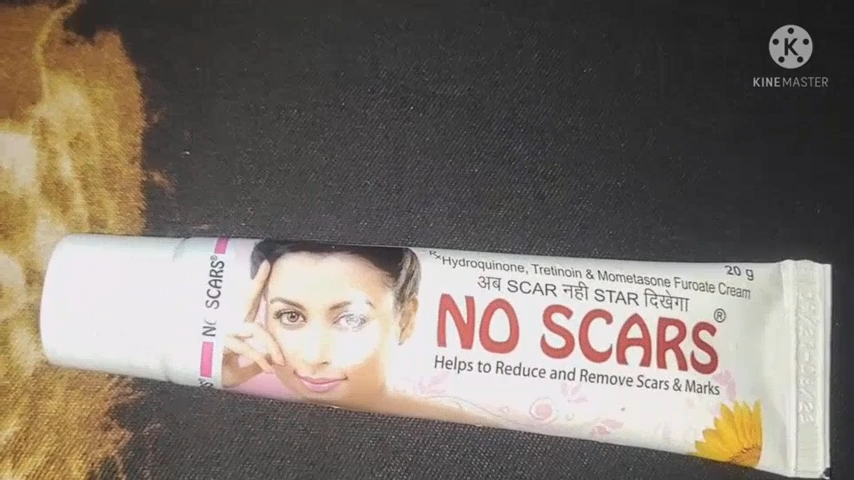 KINEMASTER
NO SCARS®
℞ Hydroquinone, Tretinoin & Mometasone Furoate Cream
20 g
अब SCAR नही STAR दिखेगा
NO SCARS®
Helps to Reduce and Remove Scars & Marks